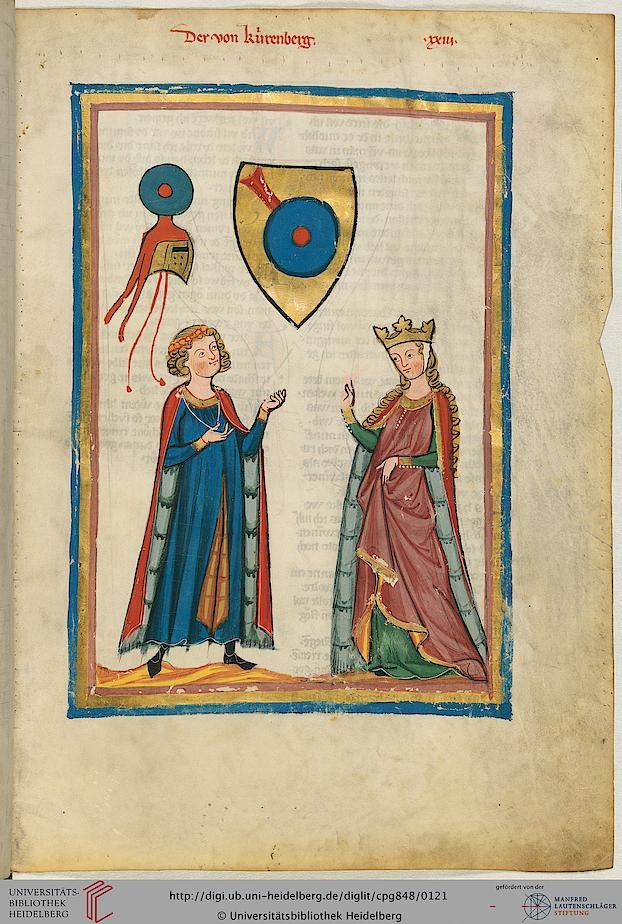 Der von kúrenberg. ·xxiii·
UNIVERSITÄTS-
BIBLIOTHEK
HEIDELBERG
http://digi.ub.uni-heidelberg.de/diglit/cpg848/0121
© Universitätsbibliothek Heidelberg
gefördert von der
MANFRED
LAUTENSCHLÄGER
STIFTUNG